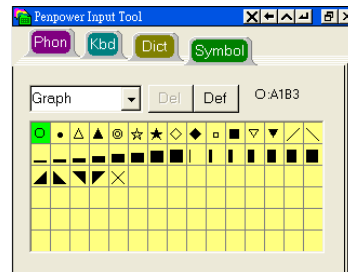 Penpower Input Tool
Phon Kbd Dict Symbol
Graph Del Def O:A1B3
○ • △ ▲ ◎ ☆ ★ ◇ ◆ □ ■ ▽ ▼ ╱ ╲
▁ ▂ ▃ ▄ ▅ ▆ ▇ █ ▏ ▎ ▍ ▌ ▋ ▊ ▉
◢ ◣ ◥ ◤ ╳